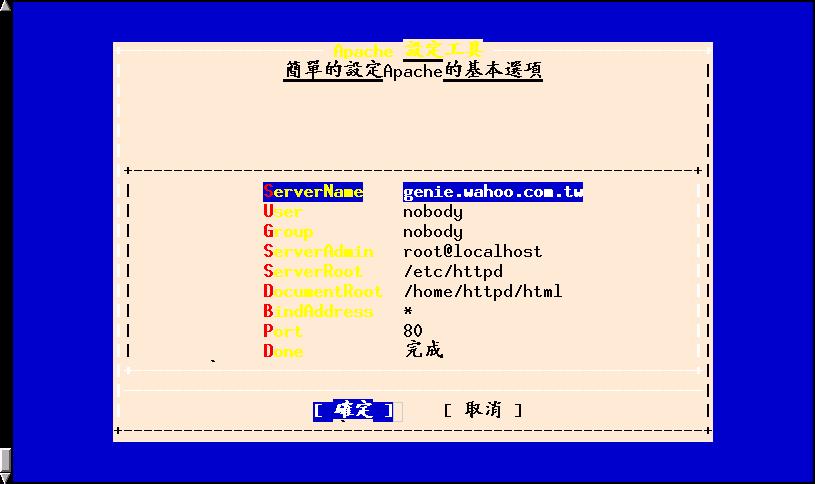 Apache 設定工具
簡單的設定Apache的基本選項
ServerName genie.wahoo.com.tw
User nobody
Group nobody
ServerAdmin root@localhost
ServerRoot /etc/httpd
DocumentRoot /home/httpd/html
BindAddress *
Port 80
Done 完成
[ 確定 ] [ 取消 ]